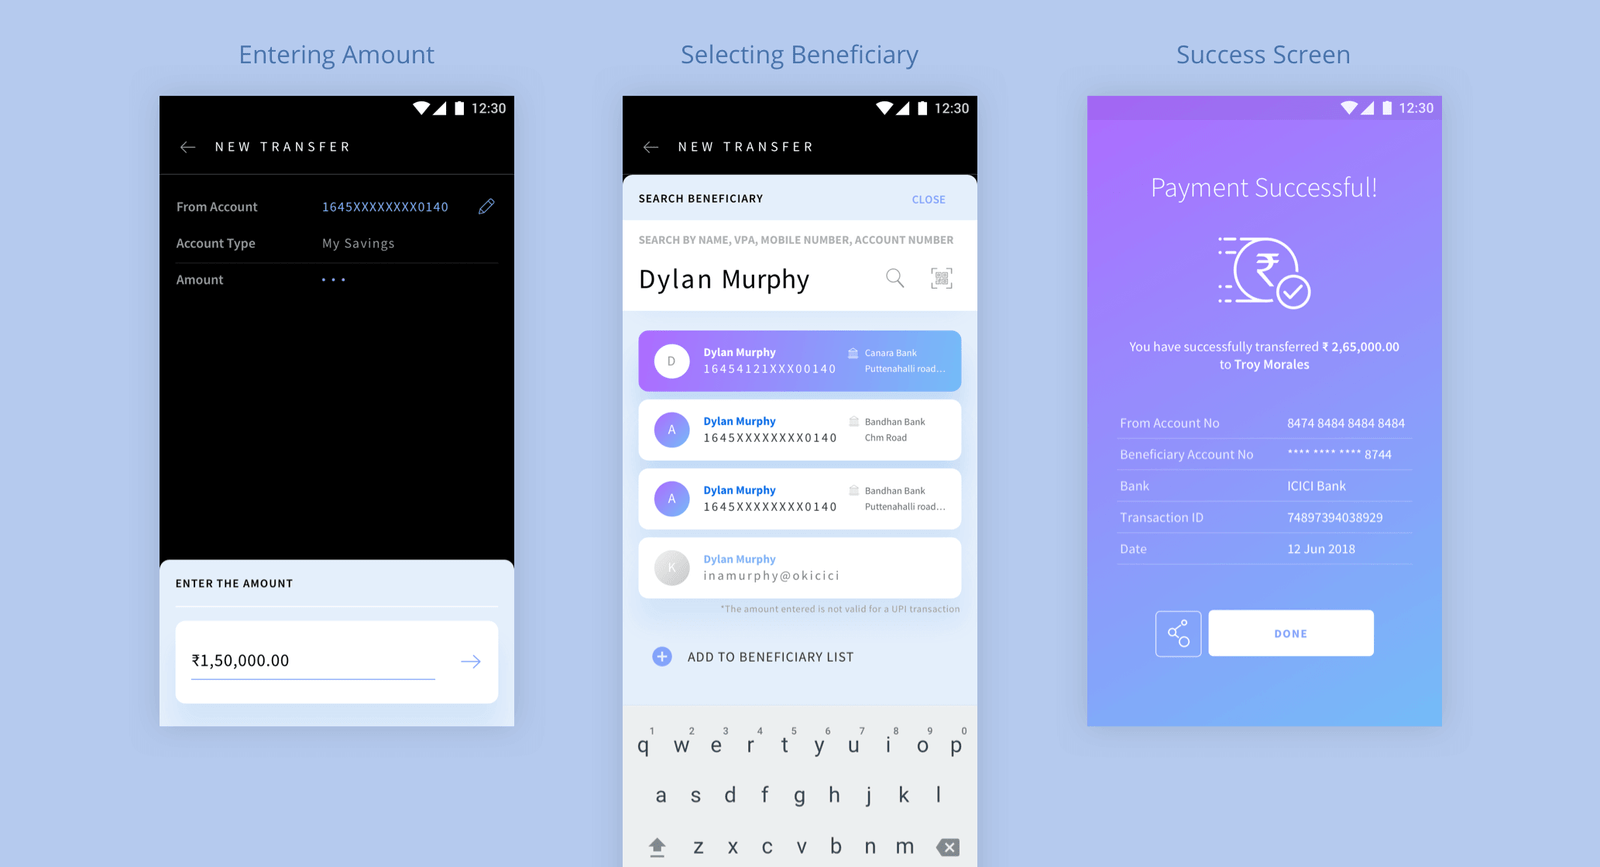 Entering Amount
12:30
NEW TRANSFER
From Account 1645XXXXXXXX0140
Account Type My Savings
Amount
ENTER THE AMOUNT
₹1,50,000.00
Selecting Beneficiary
12:30
NEW TRANSFER
SEARCH BENEFICIARY CLOSE
SEARCH BY NAME, VPA, MOBILE NUMBER, ACCOUNT NUMBER
Dylan Murphy
D
Dylan Murphy
16454121XXX00140
Canara Bank
Puttenahalli road...
A
Dylan Murphy
1645XXXXXXXX0140
Bandhan Bank
Chm Road
A
Dylan Murphy
1645XXXXXXXX0140
Bandhan Bank
Puttenahalli road...
K
Dylan Murphy
inamurphy@okicici
*The amount entered is not valid for a UPI transaction
ADD TO BENEFICIARY LIST
1 2 3 4 5 6 7 8 9 0
q w e r t y u i o p
a s d f g h j k l
z x c v b n m
Success Screen
12:30
Payment Successful!
₹
You have successfully transferred ₹ 2,65,000.00
to Troy Morales
From Account No 8474 8484 8484 8484
Beneficiary Account No **** **** **** 8744
Bank ICICI Bank
Transaction ID 74897394038929
Date 12 Jun 2018
DONE